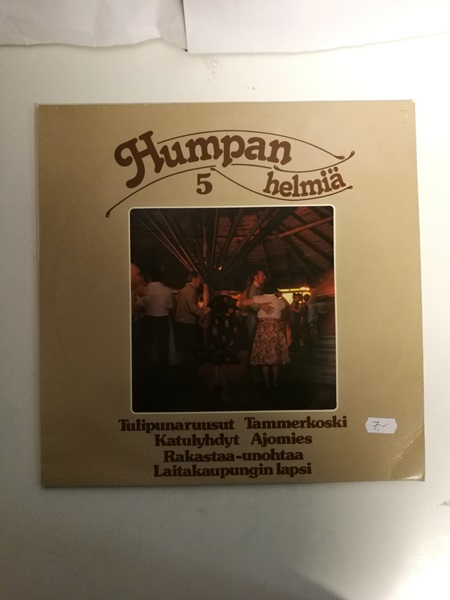 Humpan
5 helmiä
Tulipunaruusut Tammerkoski
Katulyhdyt Ajomies
Rakastaa-unohtaa
Laitakaupungin lapsi
7,-